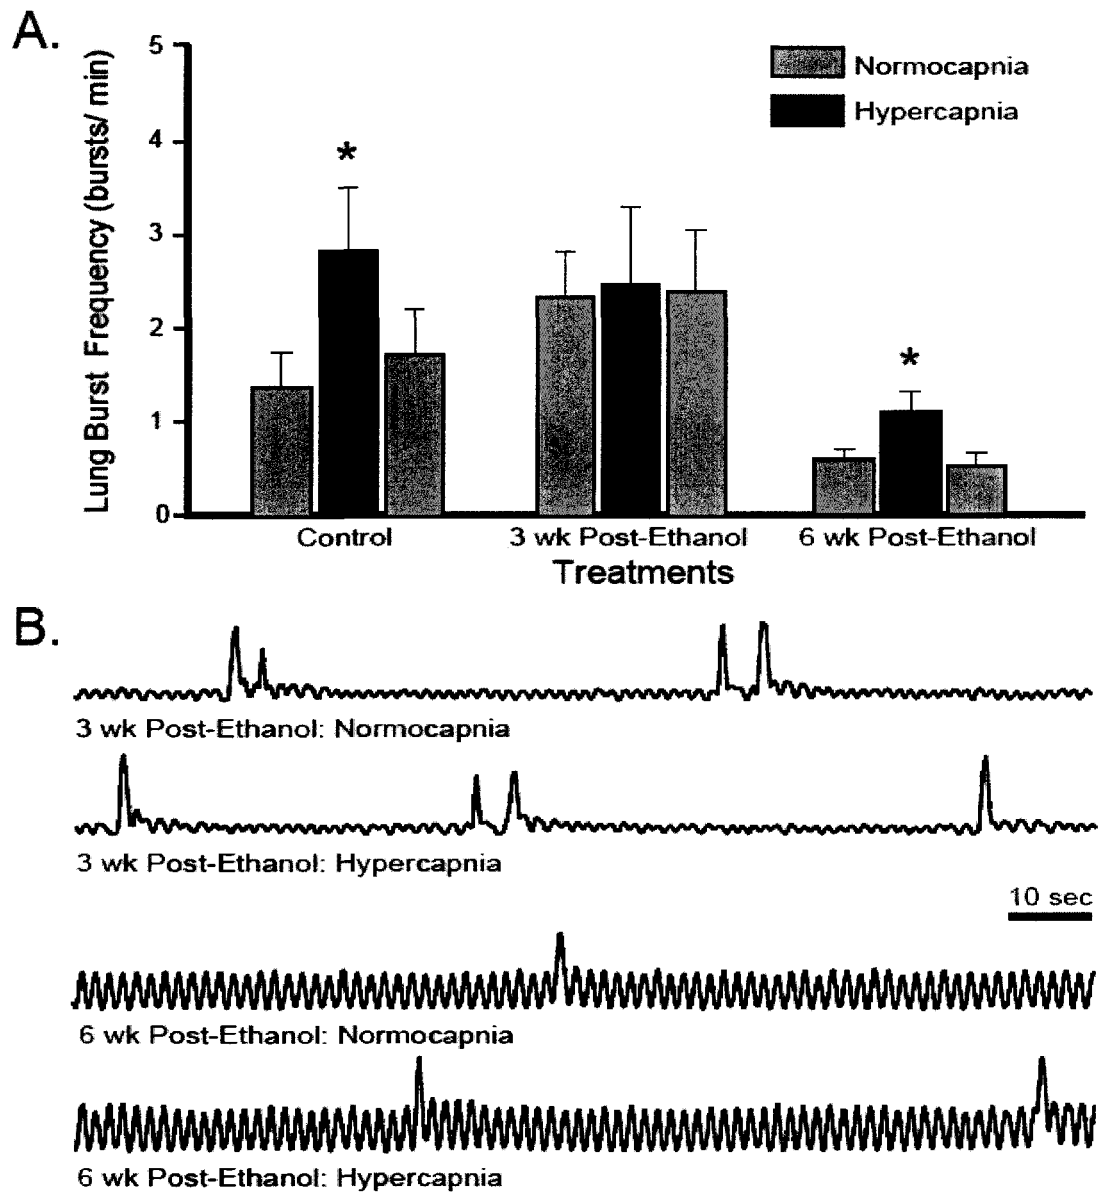 A.
Lung Burst Frequency (bursts/ min)
5
4
3
2
1
0
Normocapnia
Hypercapnia
*
*
Control
3 wk Post-Ethanol
6 wk Post-Ethanol
Treatments
B.
3 wk Post-Ethanol: Normocapnia
3 wk Post-Ethanol: Hypercapnia
10 sec
6 wk Post-Ethanol: Normocapnia
6 wk Post-Ethanol: Hypercapnia